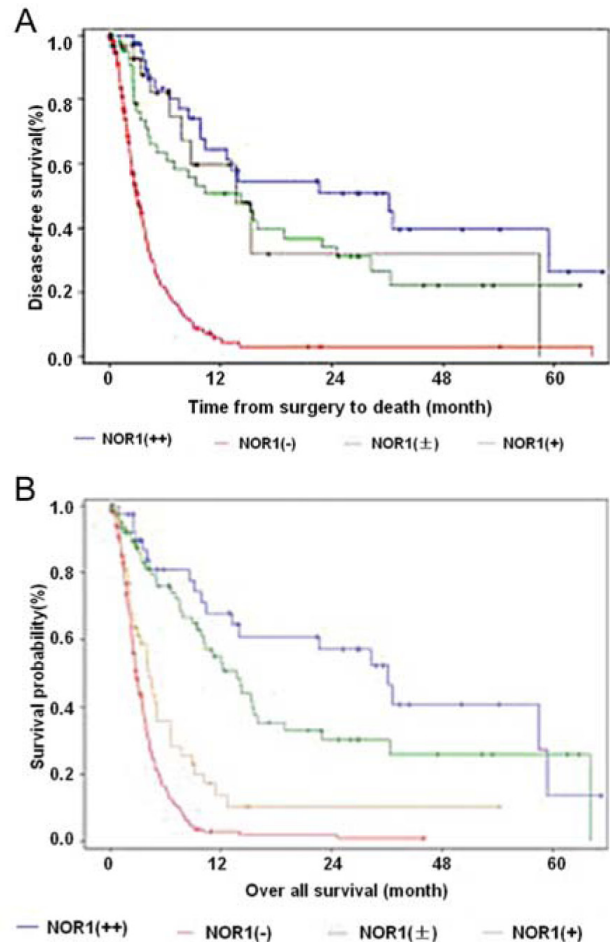 A
1.0
0.8
0.6
0.4
0.2
0.0
Disease-free survival(%)
0 12 24 48 60
Time from surgery to death (month)
NOR1(++) NOR1(-) NOR1(±) NOR1(+)
B
1.0
0.8
0.6
0.4
0.2
0.0
Survival probability(%)
0 12 24 48 60
Over all survival (month)
NOR1(++) NOR1(-) NOR1(±) NOR1(+)